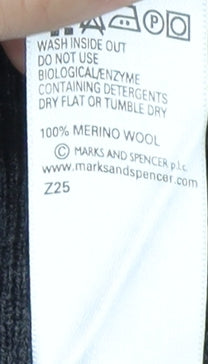 P
WASH INSIDE OUT
DO NOT USE
BIOLOGICAL/ENZYME
CONTAINING DETERGENTS
DRY FLAT OR TUMBLE DRY
100% MERINO WOOL
© MARKS AND SPENCER p.l.c.
www.marksandspencer.com
Z25